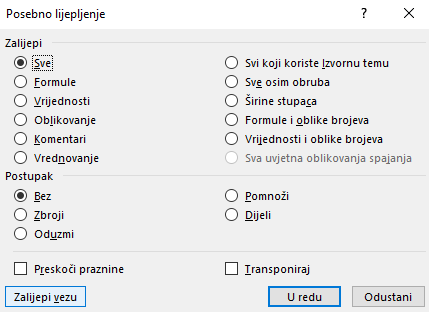 Posebno lijepljenje
Zalijepi
Sve
Formule
Vrijednosti
Oblikovanje
Komentari
Vrednovanje
Svi koji koriste Izvornu temu
Sve osim obruba
Širine stupaca
Formule i oblike brojeva
Vrijednosti i oblike brojeva
Sva uvjetna oblikovanja spajanja
Postupak
Bez
Zbroji
Oduzmi
Pomnoži
Dijeli
Preskoči praznine
Transponiraj
Zalijepi vezu
U redu
Odustani